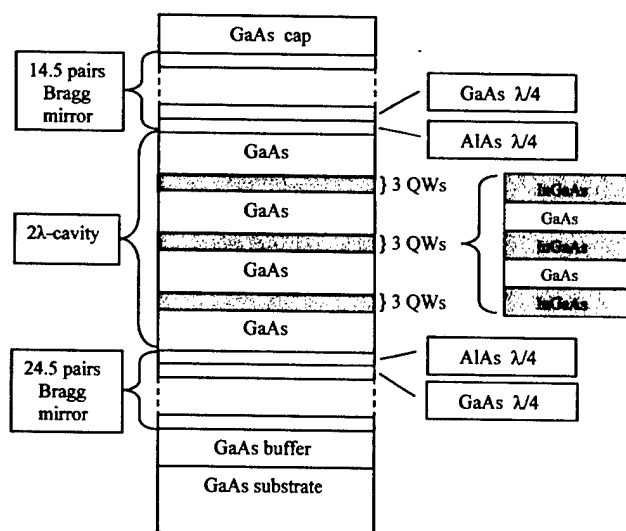 GaAs cap
14.5 pairs
Bragg
mirror
GaAs λ/4
AlAs λ/4
GaAs
} 3 QWs
GaAs
2λ-cavity
} 3 QWs
GaAs
} 3 QWs
GaAs
InGaAs
GaAs
InGaAs
GaAs
InGaAs
24.5 pairs
Bragg
mirror
AlAs λ/4
GaAs λ/4
GaAs buffer
GaAs substrate